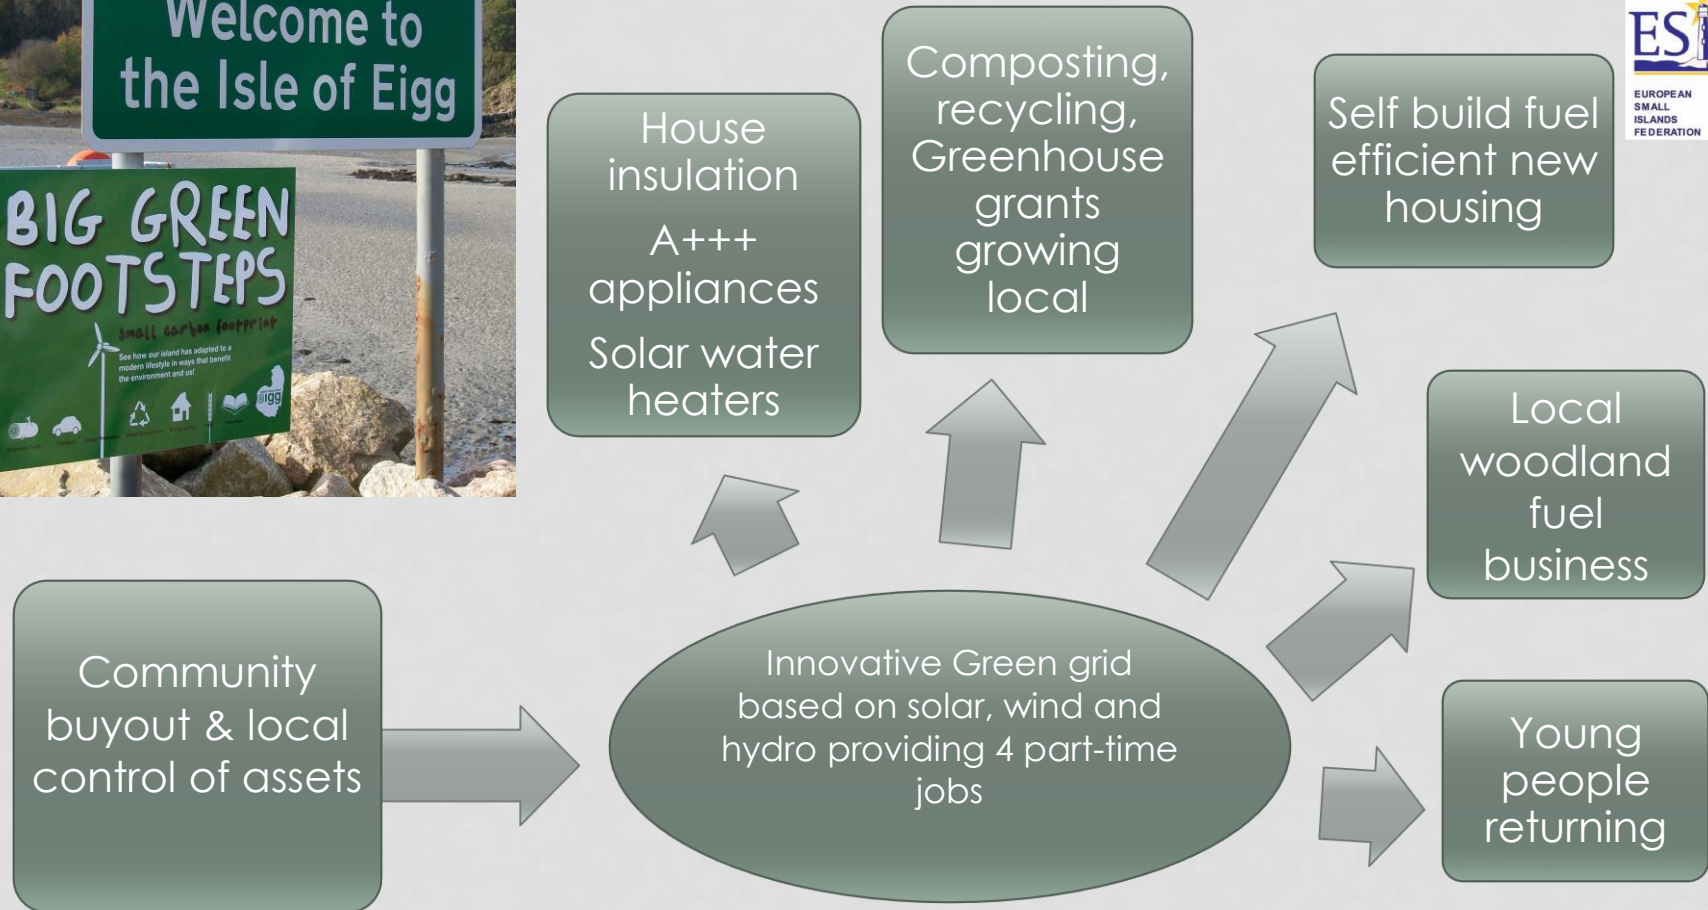 Welcome to
the Isle of Eigg
BIG GREEN
FOOTSTEPS
small carbon footprint
See how our island has adapted to a
modern lifestyle in ways that benefit
the environment and us!
eigg
House
insulation
A+++
appliances
Solar water
heaters
Composting,
recycling,
Greenhouse
grants
growing
local
Self build fuel
efficient new
housing
ESI
EUROPEAN
SMALL
ISLANDS
FEDERATION
Local
woodland
fuel
business
Community
buyout & local
control of assets
Innovative Green grid
based on solar, wind and
hydro providing 4 part-time
jobs
Young
people
returning